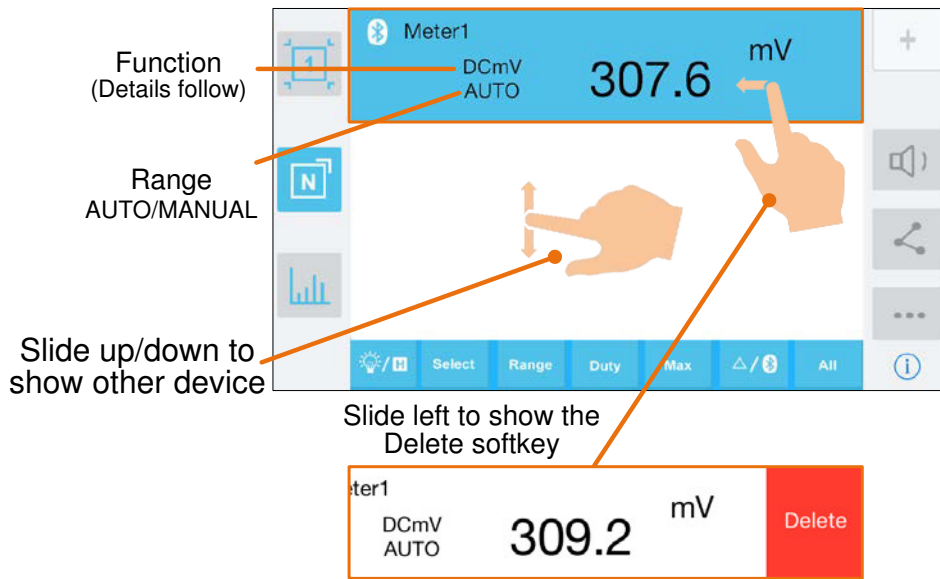 Function
(Details follow)
Range
AUTO/MANUAL
Slide up/down to
show other device
1
N
Meter1
DCmV
AUTO
307.6
mV
+
/H
Select
Range
Duty
Max
△/
All
i
Slide left to show the
Delete softkey
ter1
DCmV
AUTO
309.2
mV
Delete